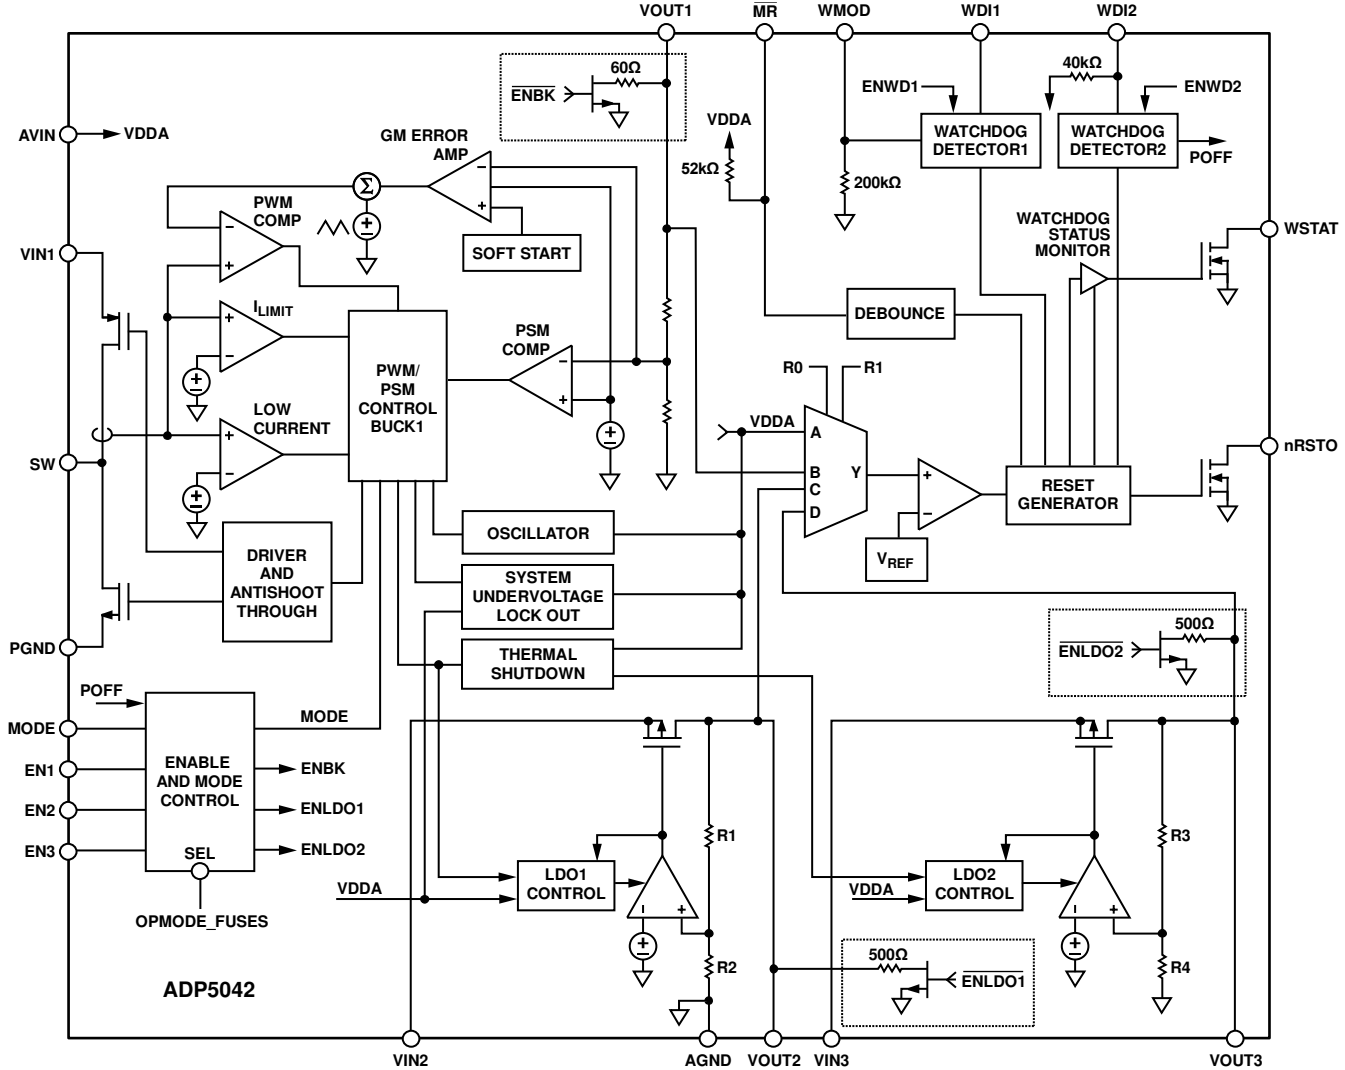 VOUT1
MR
WMOD
WDI1
WDI2
60Ω
ENBK
40kΩ
ENWD1
ENWD2
AVIN
VDDA
GM ERROR
AMP
VDDA
WATCHDOG
DETECTOR1
WATCHDOG
DETECTOR2
POFF
52kΩ
200kΩ
PWM
COMP
Σ
SOFT START
WATCHDOG
STATUS
MONITOR
WSTAT
VIN1
ILIMIT
DEBOUNCE
PSM
COMP
PWM/
PSM
CONTROL
BUCK1
R0
R1
LOW
CURRENT
VDDA
A
B
C
D
Y
nRSTO
SW
RESET
GENERATOR
VREF
OSCILLATOR
DRIVER
AND
ANTISHOOT
THROUGH
SYSTEM
UNDERVOLTAGE
LOCK OUT
500Ω
ENLDO2
PGND
THERMAL
SHUTDOWN
POFF
MODE
MODE
EN1
EN2
EN3
ENABLE
AND MODE
CONTROL
ENBK
ENLDO1
ENLDO2
SEL
OPMODE_FUSES
R1
R3
VDDA
LDO1
CONTROL
VDDA
LDO2
CONTROL
R2
500Ω
ENLDO1
R4
ADP5042
VIN2
AGND
VOUT2
VIN3
VOUT3